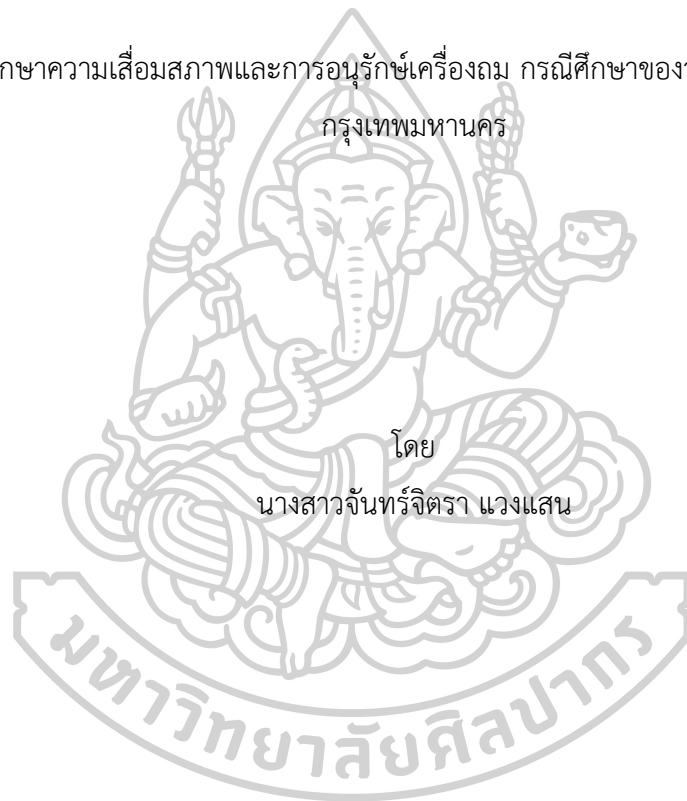 กษาความเสื่อมสภาพและการอนุรักษ์เครื่องถม กรณีศึกษาของ
กรุงเทพมหานคร
โดย
นางสาวจันทร์จิตรา แวงแสน
มหาวิทยาลัยศิลปากร